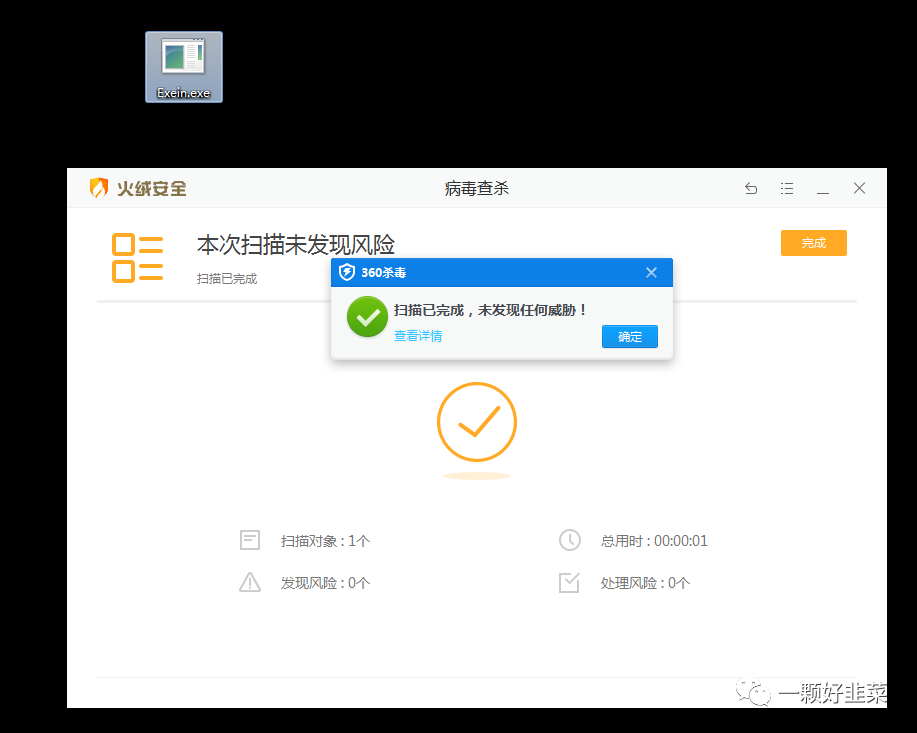 Exein.exe
火绒安全
病毒查杀
本次扫描未发现风险
完成
扫描已完成
360杀毒
扫描已完成，未发现任何威胁！
查看详情
确定
扫描对象 : 1个
总用时 : 00:00:01
发现风险 : 0个
处理风险 : 0个
一颗好韭菜